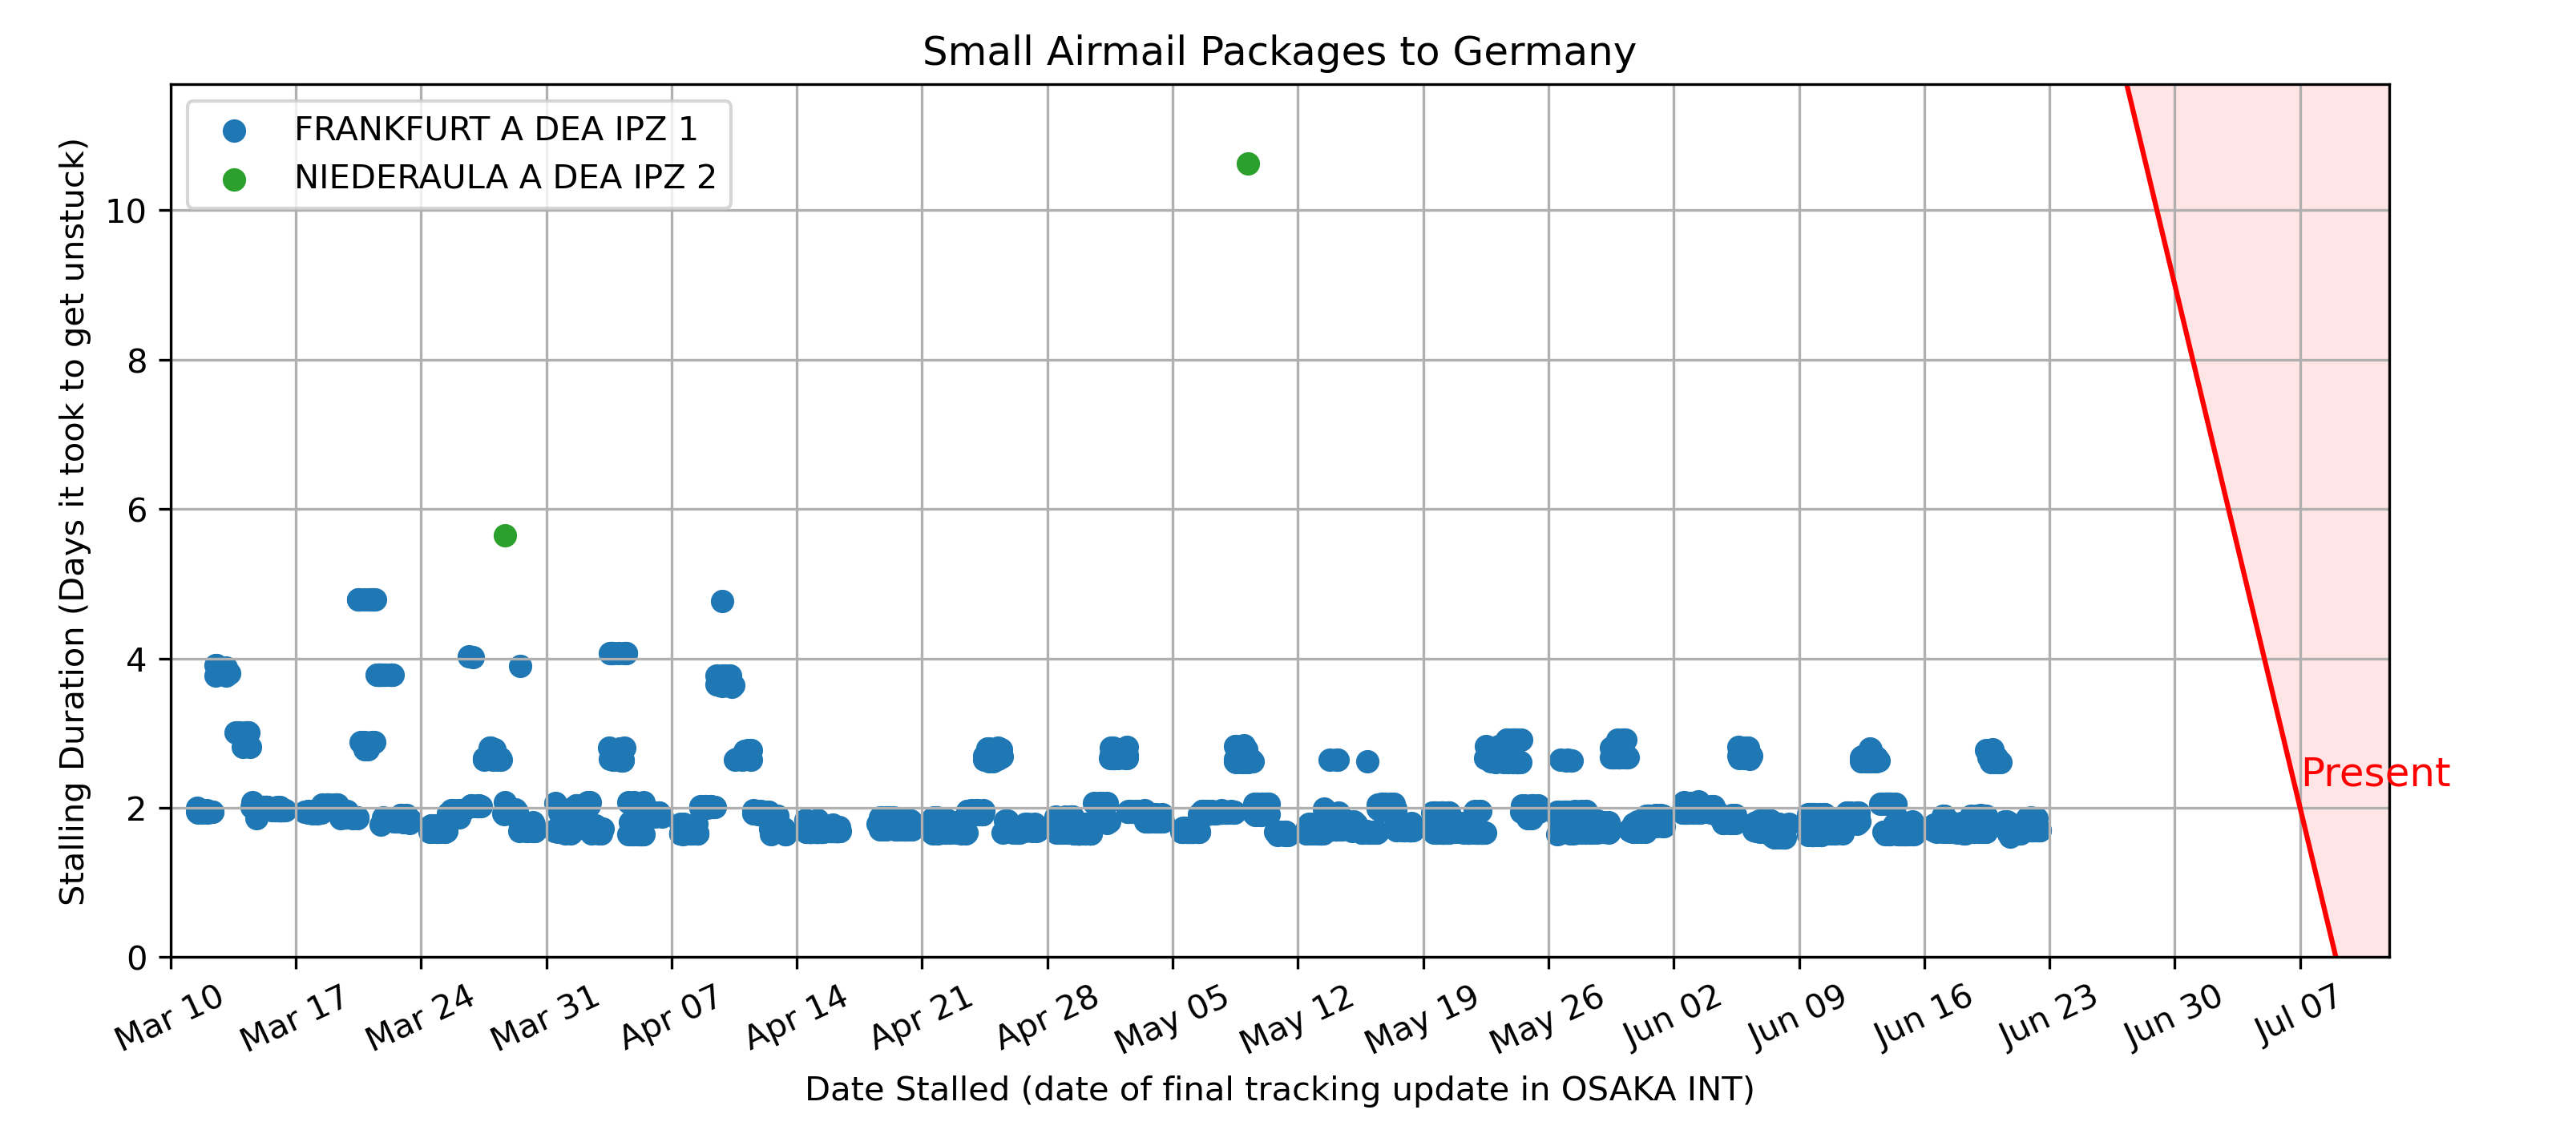 Small Airmail Packages to Germany
FRANKFURT A DEA IPZ 1
NIEDERAULA A DEA IPZ 2
Stalling Duration (Days it took to get unstuck)
10
8
6
4
2
0
Present
Mar 10
Mar 17
Mar 24
Mar 31
Apr 07
Apr 14
Apr 21
Apr 28
May 05
May 12
May 19
May 26
Jun 02
Jun 09
Jun 16
Jun 23
Jun 30
Jul 07
Date Stalled (date of final tracking update in OSAKA INT)